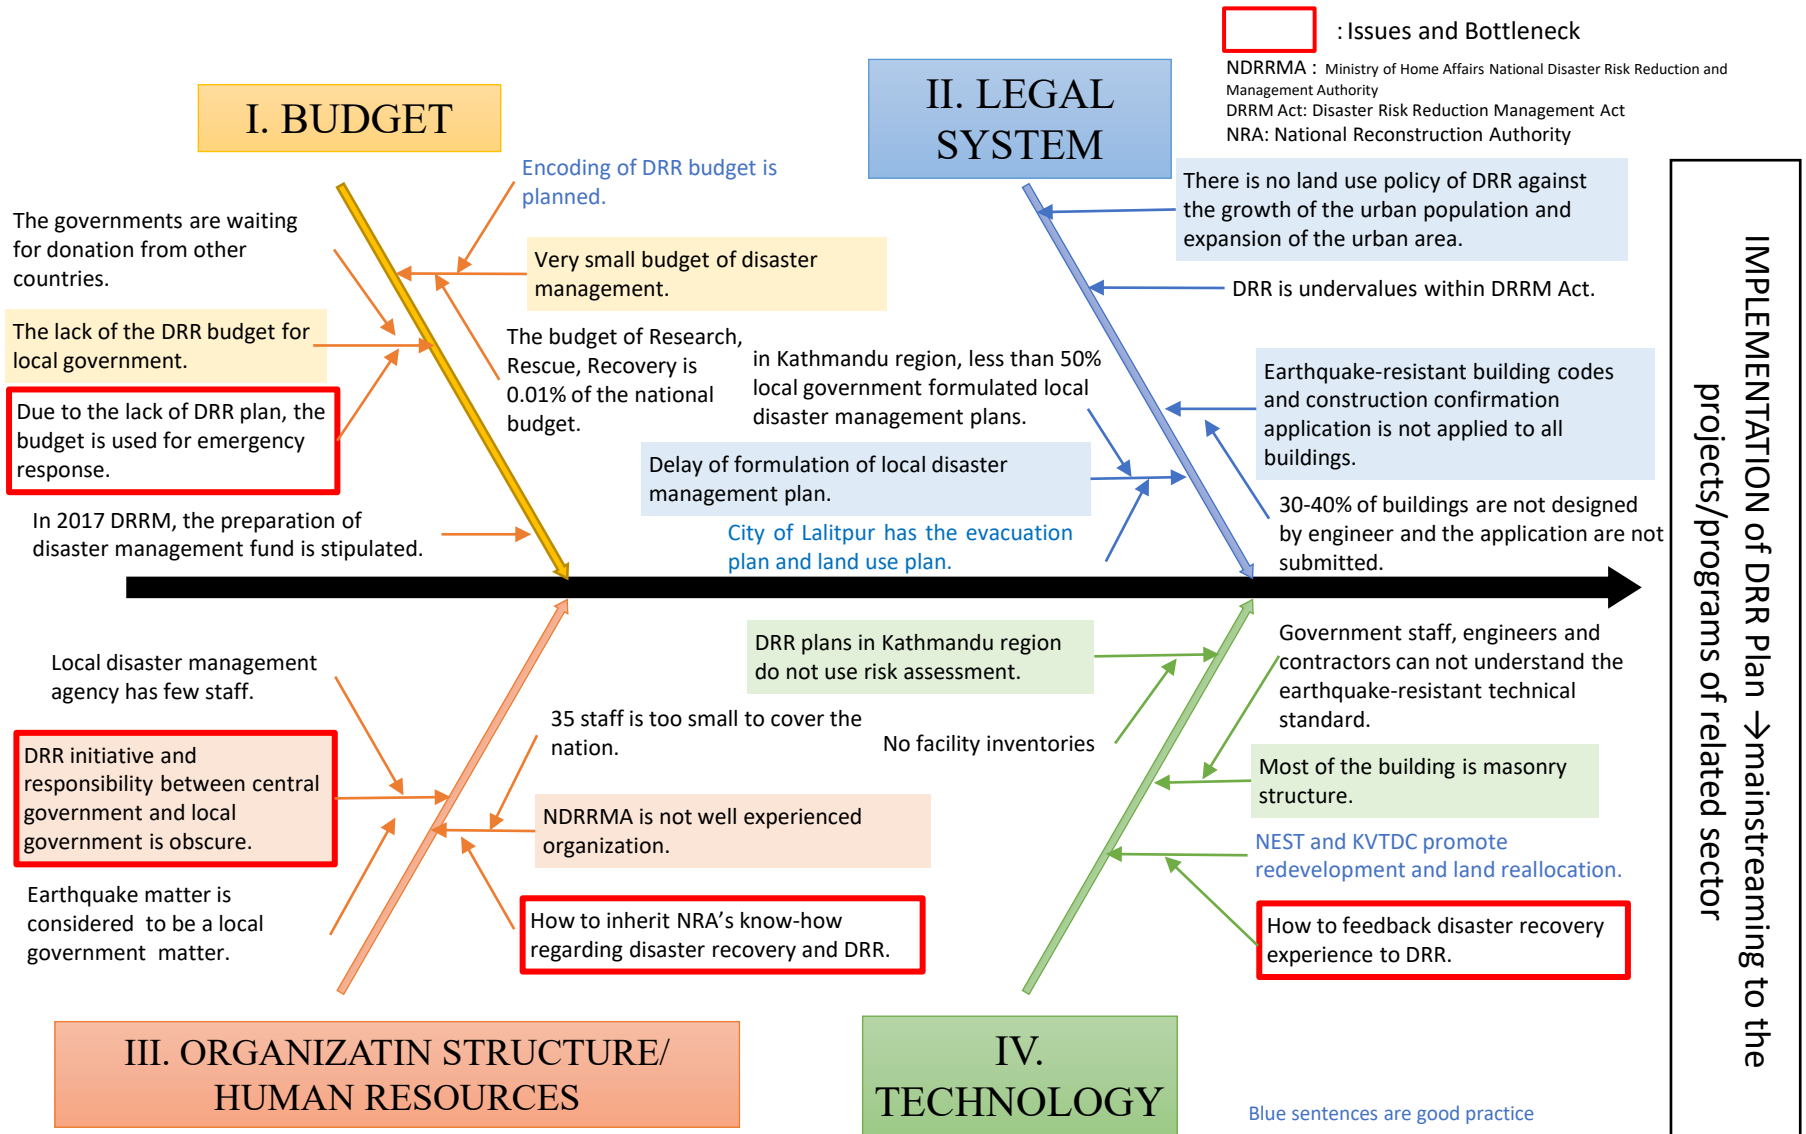 : Issues and Bottleneck
NDRRMA : Ministry of Home Affairs National Disaster Risk Reduction and
Management Authority
DRRM Act: Disaster Risk Reduction Management Act
NRA: National Reconstruction Authority
I. BUDGET
Encoding of DRR budget is
planned.
The governments are waiting
for donation from other
countries.
Very small budget of disaster
management.
The lack of the DRR budget for
local government.
The budget of Research,
Rescue, Recovery is
0.01% of the national
budget.
Due to the lack of DRR plan, the
budget is used for emergency
response.
In 2017 DRRM, the preparation of
disaster management fund is stipulated.
II. LEGAL
SYSTEM
There is no land use policy of DRR against
the growth of the urban population and
expansion of the urban area.
DRR is undervalues within DRRM Act.
in Kathmandu region, less than 50%
local government formulated local
disaster management plans.
Earthquake-resistant building codes
and construction confirmation
application is not applied to all
buildings.
Delay of formulation of local disaster
management plan.
City of Lalitpur has the evacuation
plan and land use plan.
30-40% of buildings are not designed
by engineer and the application are not
submitted.
Local disaster management
agency has few staff.
35 staff is too small to cover the
nation.
DRR initiative and
responsibility between central
government and local
government is obscure.
NDRRMA is not well experienced
organization.
Earthquake matter is
considered to be a local
government matter.
How to inherit NRA’s know-how
regarding disaster recovery and DRR.
III. ORGANIZATIN STRUCTURE/
HUMAN RESOURCES
DRR plans in Kathmandu region
do not use risk assessment.
Government staff, engineers and
contractors can not understand the
earthquake-resistant technical
standard.
No facility inventories
Most of the building is masonry
structure.
NEST and KVTDC promote
redevelopment and land reallocation.
How to feedback disaster recovery
experience to DRR.
IV.
TECHNOLOGY
Blue sentences are good practice
IMPLEMENTATION of DRR Plan →mainstreaming to the
projects/programs of related sector